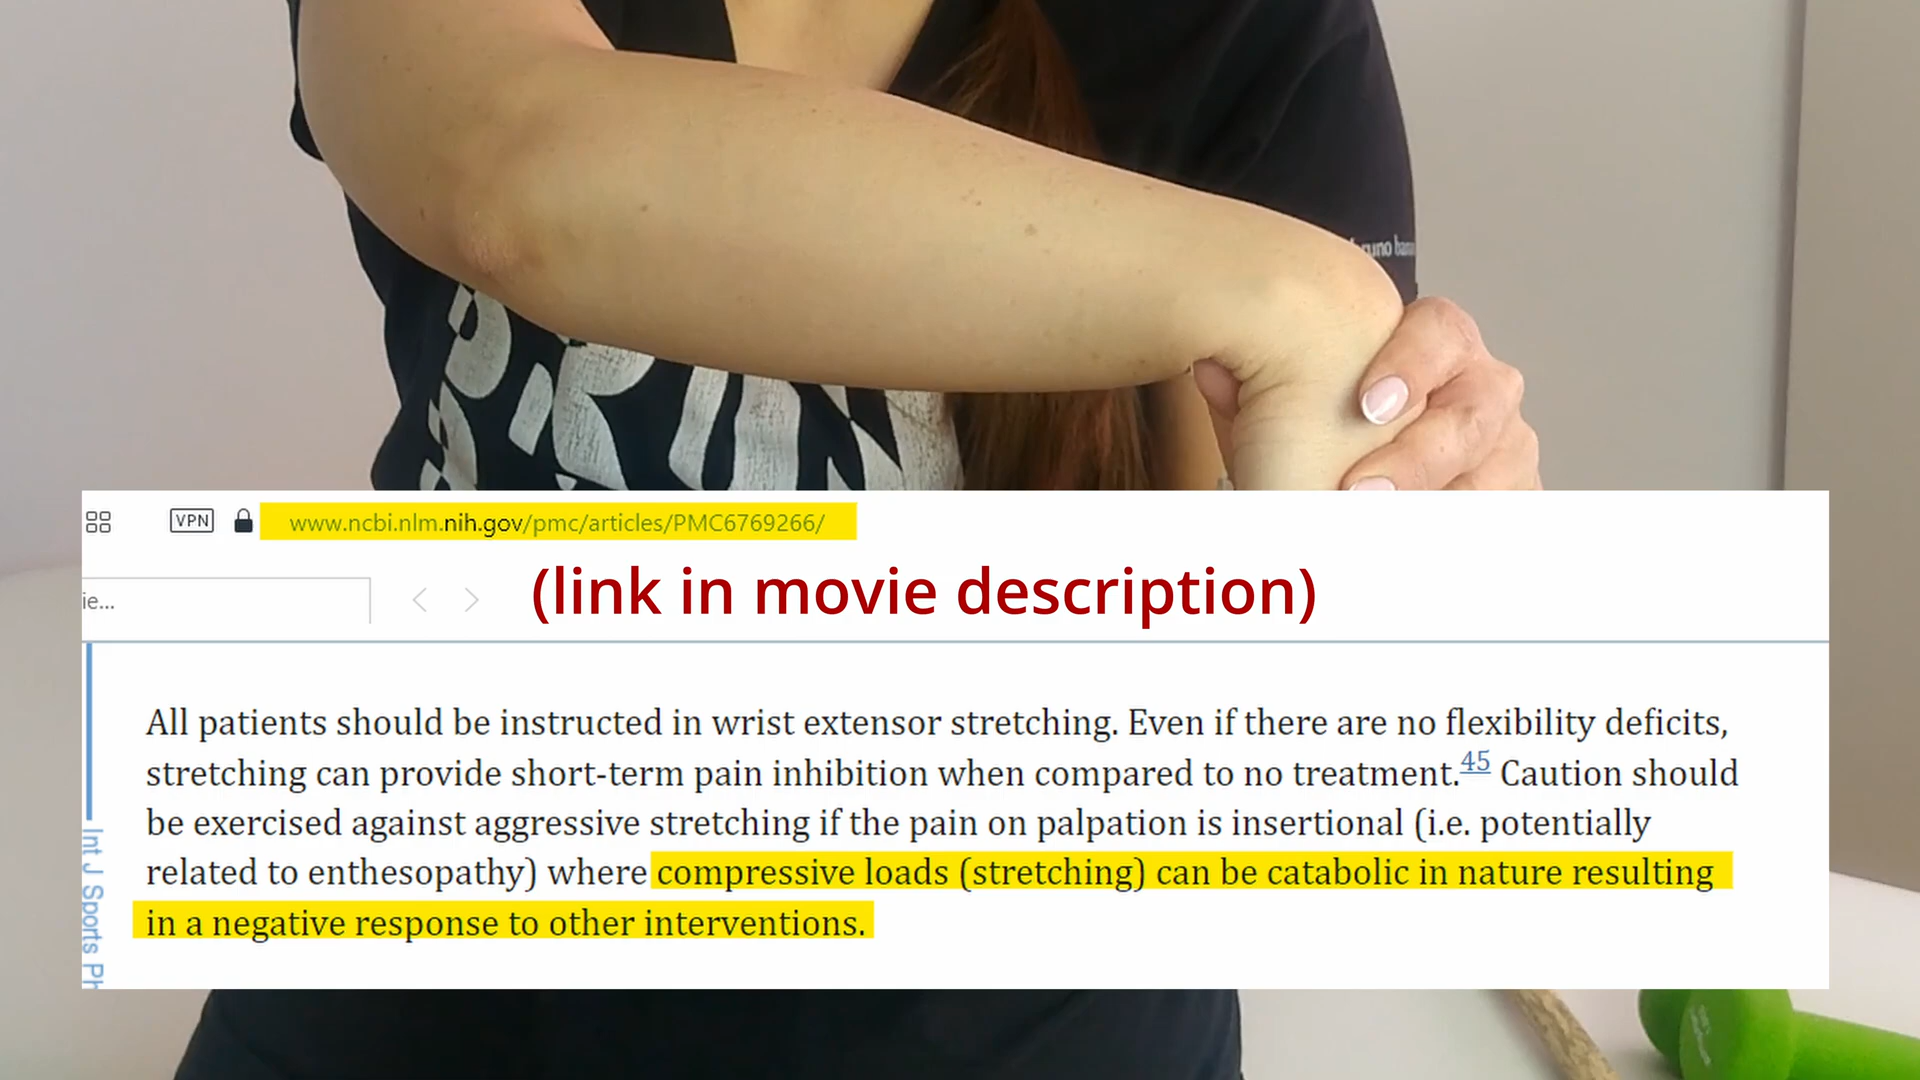 uno bana
BRUN
VPN
www.ncbi.nlm.nih.gov/pmc/articles/PMC6769266/
ie...
(link in movie description)
All patients should be instructed in wrist extensor stretching. Even if there are no flexibility deficits,
stretching can provide short-term pain inhibition when compared to no treatment.45 Caution should
be exercised against aggressive stretching if the pain on palpation is insertional (i.e. potentially
related to enthesopathy) where compressive loads (stretching) can be catabolic in nature resulting
in a negative response to other interventions.
Int J Sports Ph